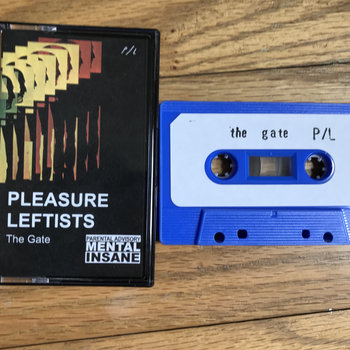 P/L
PLEASURE
LEFTISTS
The Gate
PARENTAL ADVISORY
MENTAL
INSANE
the gate P/L